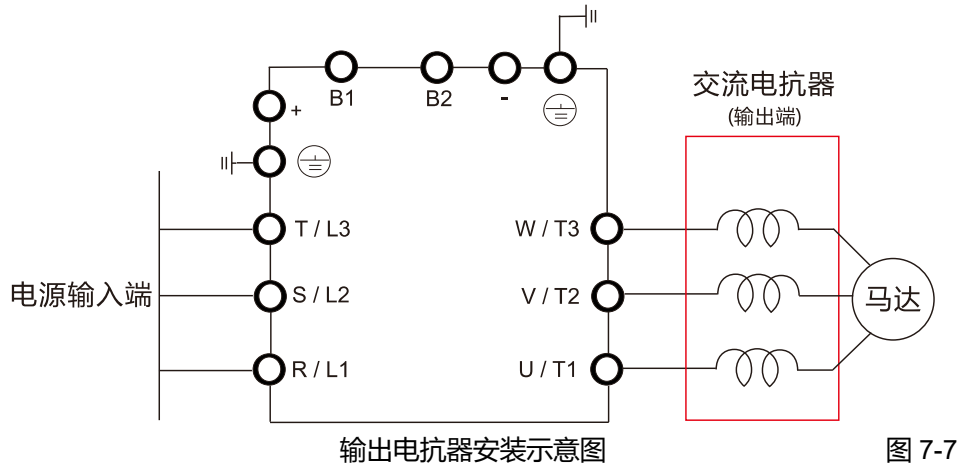 交流电抗器
(输出端)
B1
B2
-
+
T / L3
W / T3
电源输入端
S / L2
V / T2
马达
R / L1
U / T1
输出电抗器安装示意图
图 7-7